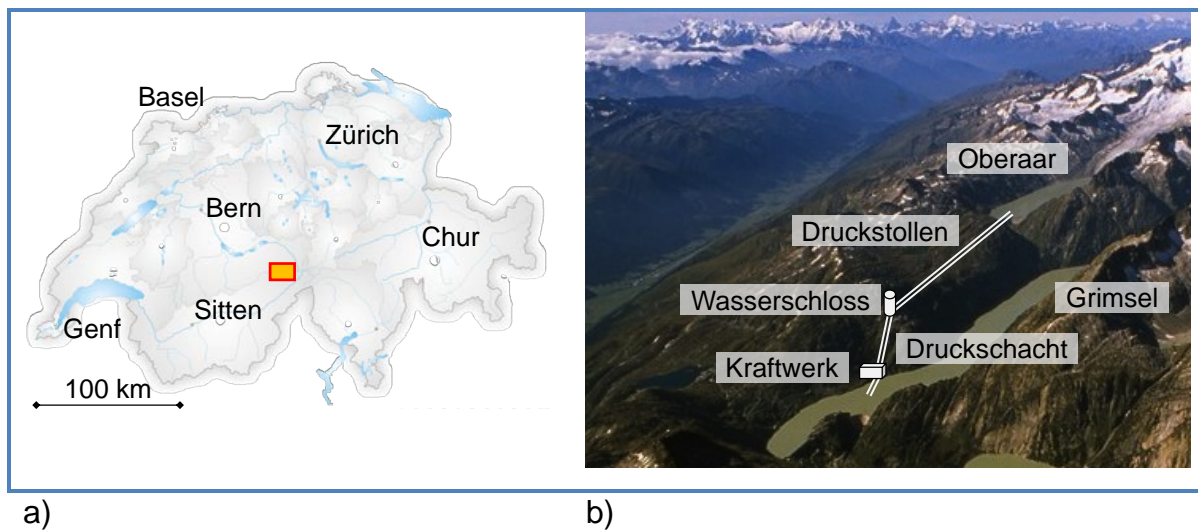 Basel
Zürich
Bern
Chur
Sitten
Genf
100 km
Oberaar
Druckstollen
Wasserschloss
Grimsel
Druckschacht
Kraftwerk
a)
b)